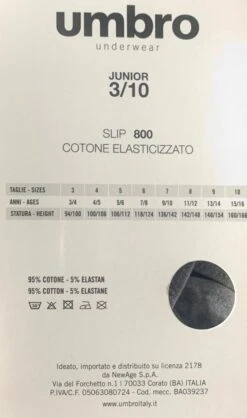 umbro
underwear
JUNIOR
3/10
SLIP 800
COTONE ELASTICIZZATO
TAGLIE - SIZES 3 4 5 6 7 8 9 10
ANNI - AGES 3/4 4/5 5/6 7/8 9/10 11/12 13/14 15/16
STATURA - HEIGHT 94/100 100/106 106/112 118/124 136/142 142/148 148/154 160/166
95% COTONE - 5% ELASTAN
95% COTTON - 5% ELASTANE
Ideato, importato e distribuito su licenza 2178
da NewAge S.p.A.
Via del Forchetto n.1 | 70033 Corato (BA) ITALIA
P.IVA/C.F. 05063080724 - Cod. mecc. BA039237
www.umbroitaly.it